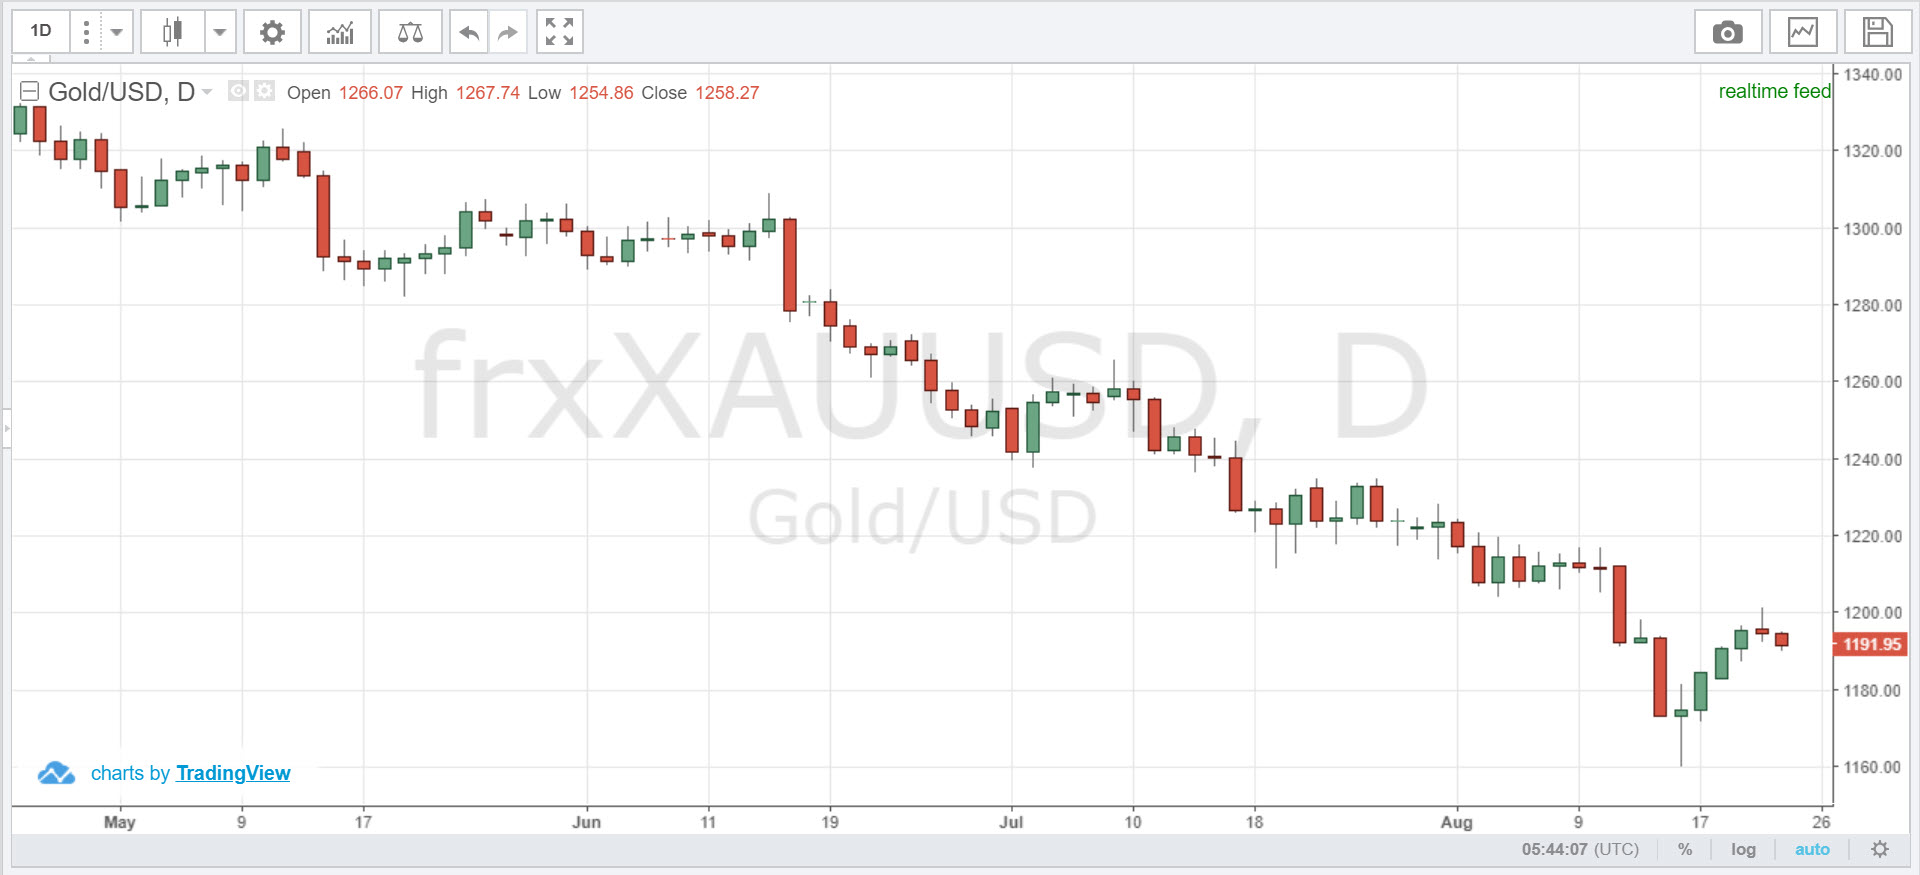 1D
Gold/USD, D Open 1266.07 High 1267.74 Low 1254.86 Close 1258.27
realtime feed
1340.00
1320.00
1300.00
1280.00
1260.00
1240.00
1220.00
1200.00
1191.95
1180.00
1160.00
frxXAUUSD, D
Gold/USD
charts by TradingView
May 9 17 Jun 11 19 Jul 10 18 Aug 9 17 26
05:44:07 (UTC) % log auto